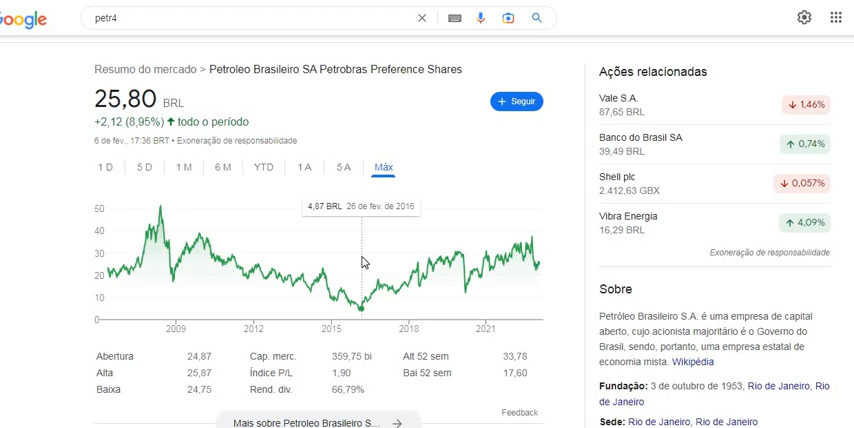 Google
petr4
Resumo do mercado > Petroleo Brasileiro SA Petrobras Preference Shares
25,80 BRL
+ Seguir
+2,12 (8,95%) todo o período
6 de fev., 17:36 BRT • Exoneração de responsabilidade
1 D
5 D
1 M
6 M
YTD
1 A
5 A
Máx
4,87 BRL 26 de fev. de 2016
50
40
30
20
10
0
2009
2012
2015
2018
2021
Abertura 24,87
Alta 25,87
Baixa 24,75
Cap. merc. 359,75 bi
Índice P/L 1,90
Rend. div. 66,79%
Alt 52 sem 33,78
Bai 52 sem 17,60
Feedback
Mais sobre Petroleo Brasileiro S...
Ações relacionadas
Vale S.A.
87,65 BRL
1,46%
Banco do Brasil SA
39,49 BRL
0,74%
Shell plc
2.412,63 GBX
0,057%
Vibra Energia
16,29 BRL
4,09%
Exoneração de responsabilidade
Sobre
Petróleo Brasileiro S.A. é uma empresa de capital
aberto, cujo acionista majoritário é o Governo do
Brasil, sendo, portanto, uma empresa estatal de
economia mista. Wikipédia
Fundação: 3 de outubro de 1953, Rio de Janeiro, Rio
de Janeiro
Sede: Rio de Janeiro, Rio de Janeiro